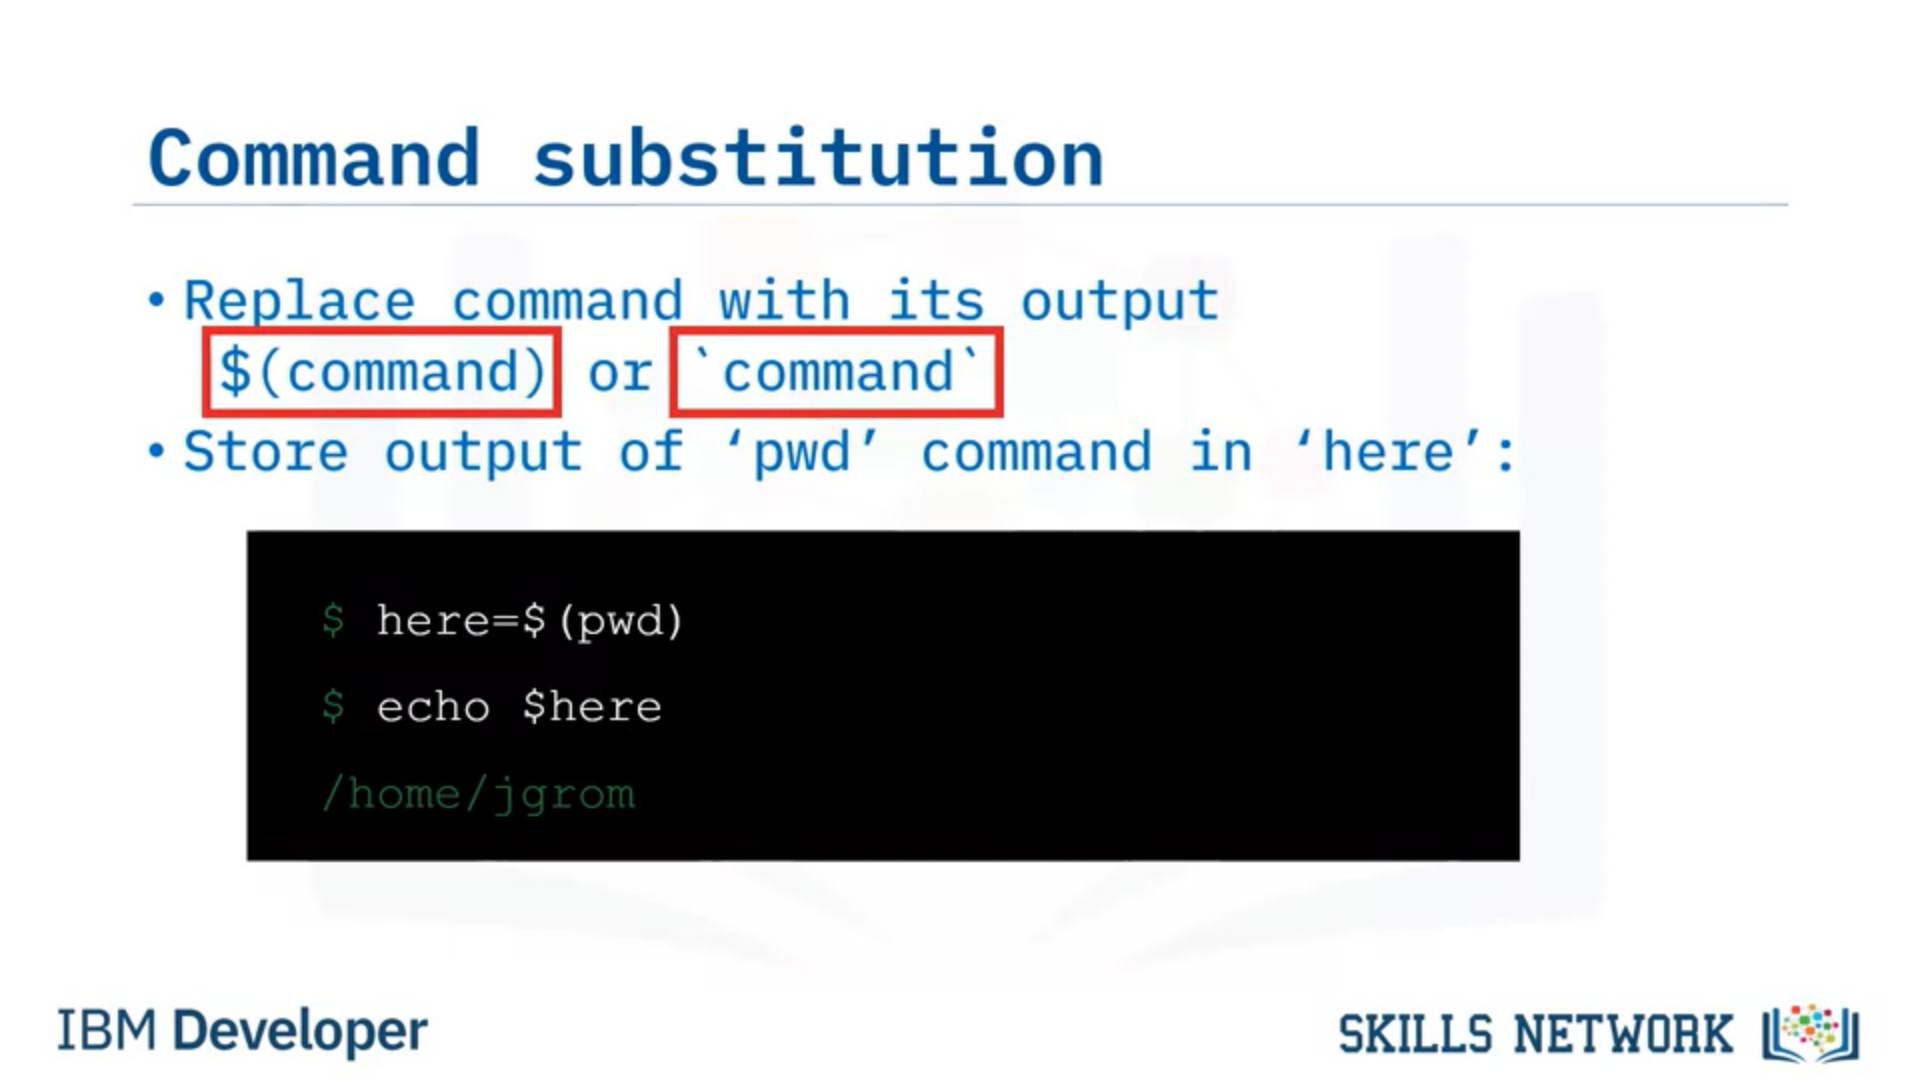 Command substitution
• Replace command with its output
$(command) or `command`
• Store output of ‘pwd’ command in ‘here’:
$ here=$(pwd)
$ echo $here
/home/jgrom
IBM Developer
SKILLS NETWORK